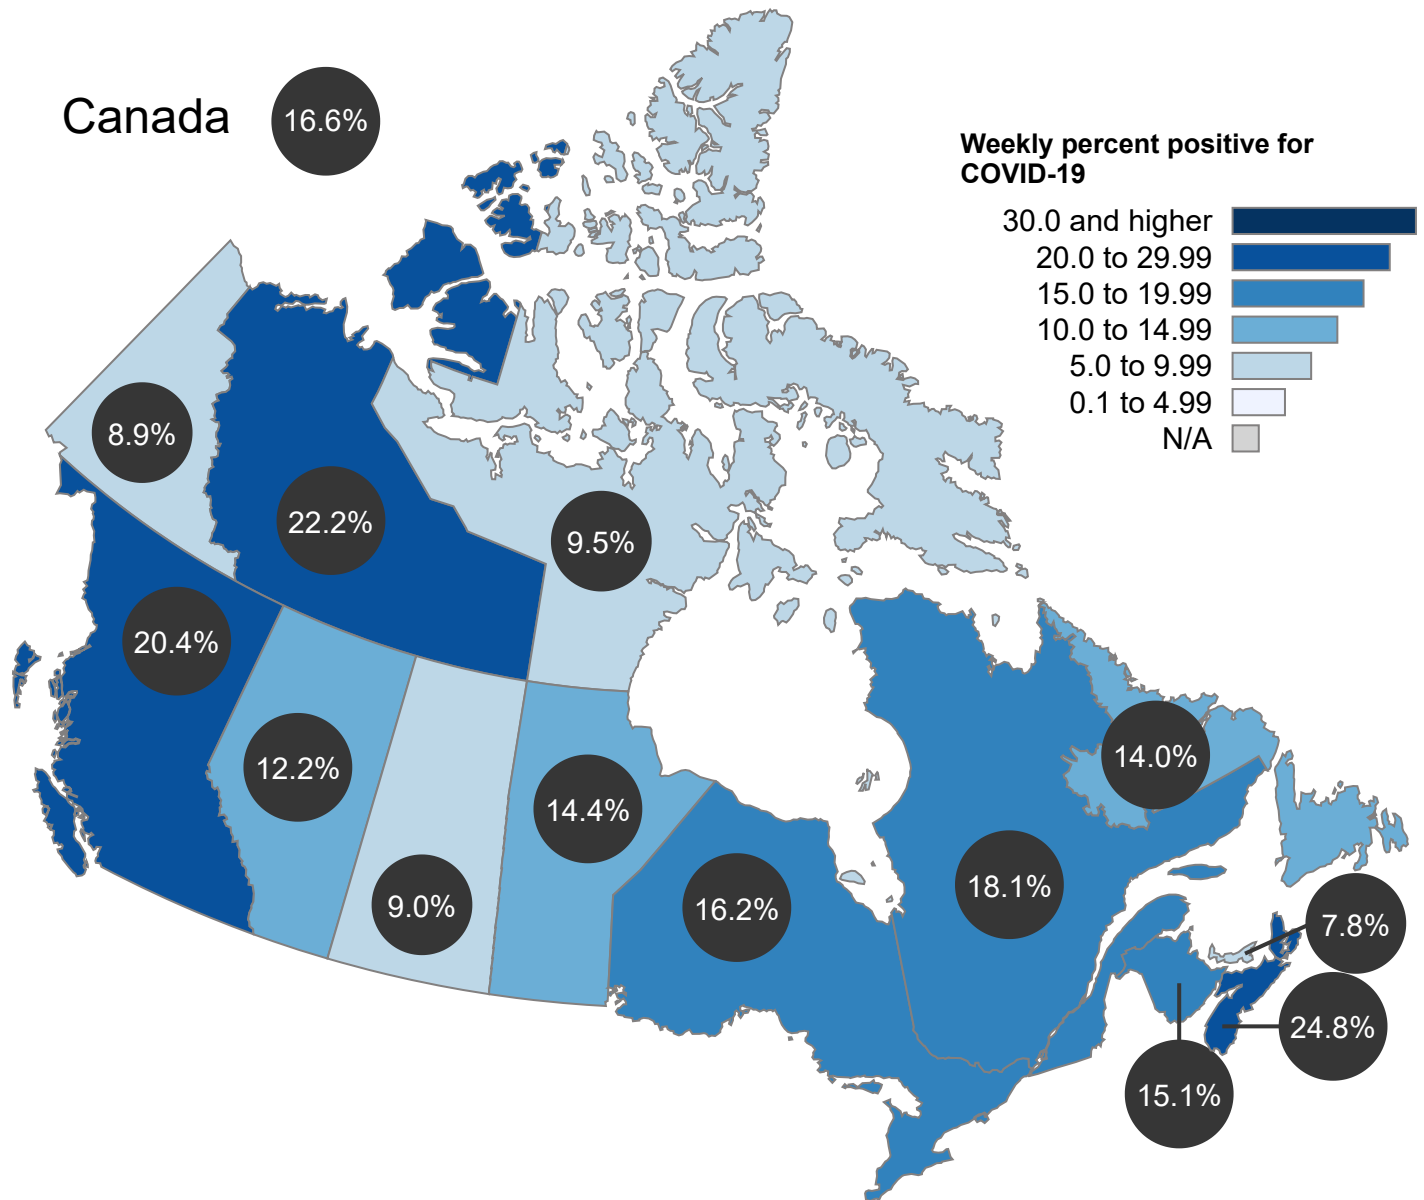 Canada
16.6%
Weekly percent positive for
COVID-19
30.0 and higher
20.0 to 29.99
15.0 to 19.99
10.0 to 14.99
5.0 to 9.99
0.1 to 4.99
N/A
8.9%
22.2%
9.5%
20.4%
12.2%
14.4%
14.0%
9.0%
16.2%
18.1%
7.8%
24.8%
15.1%